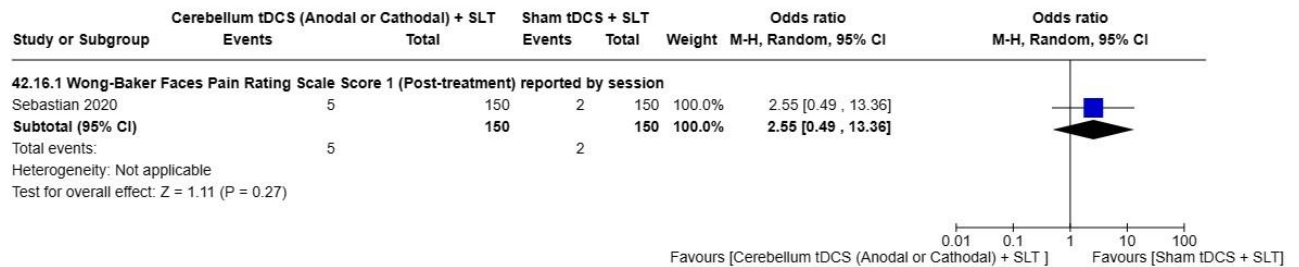 Cerebellum tDCS (Anodal or Cathodal) + SLT Sham tDCS + SLT Odds ratio Odds ratio
Study or Subgroup Events Total Events Total Weight M-H, Random, 95% CI M-H, Random, 95% CI
42.16.1 Wong-Baker Faces Pain Rating Scale Score 1 (Post-treatment) reported by session
Sebastian 2020 5 150 2 150 100.0% 2.55 [0.49 , 13.36]
Subtotal (95% CI) 150 150 100.0% 2.55 [0.49 , 13.36]
Total events: 5 2
Heterogeneity: Not applicable
Test for overall effect: Z = 1.11 (P = 0.27)
0.01 0.1 1 10 100
Favours [Cerebellum tDCS (Anodal or Cathodal) + SLT ] Favours [Sham tDCS + SLT]